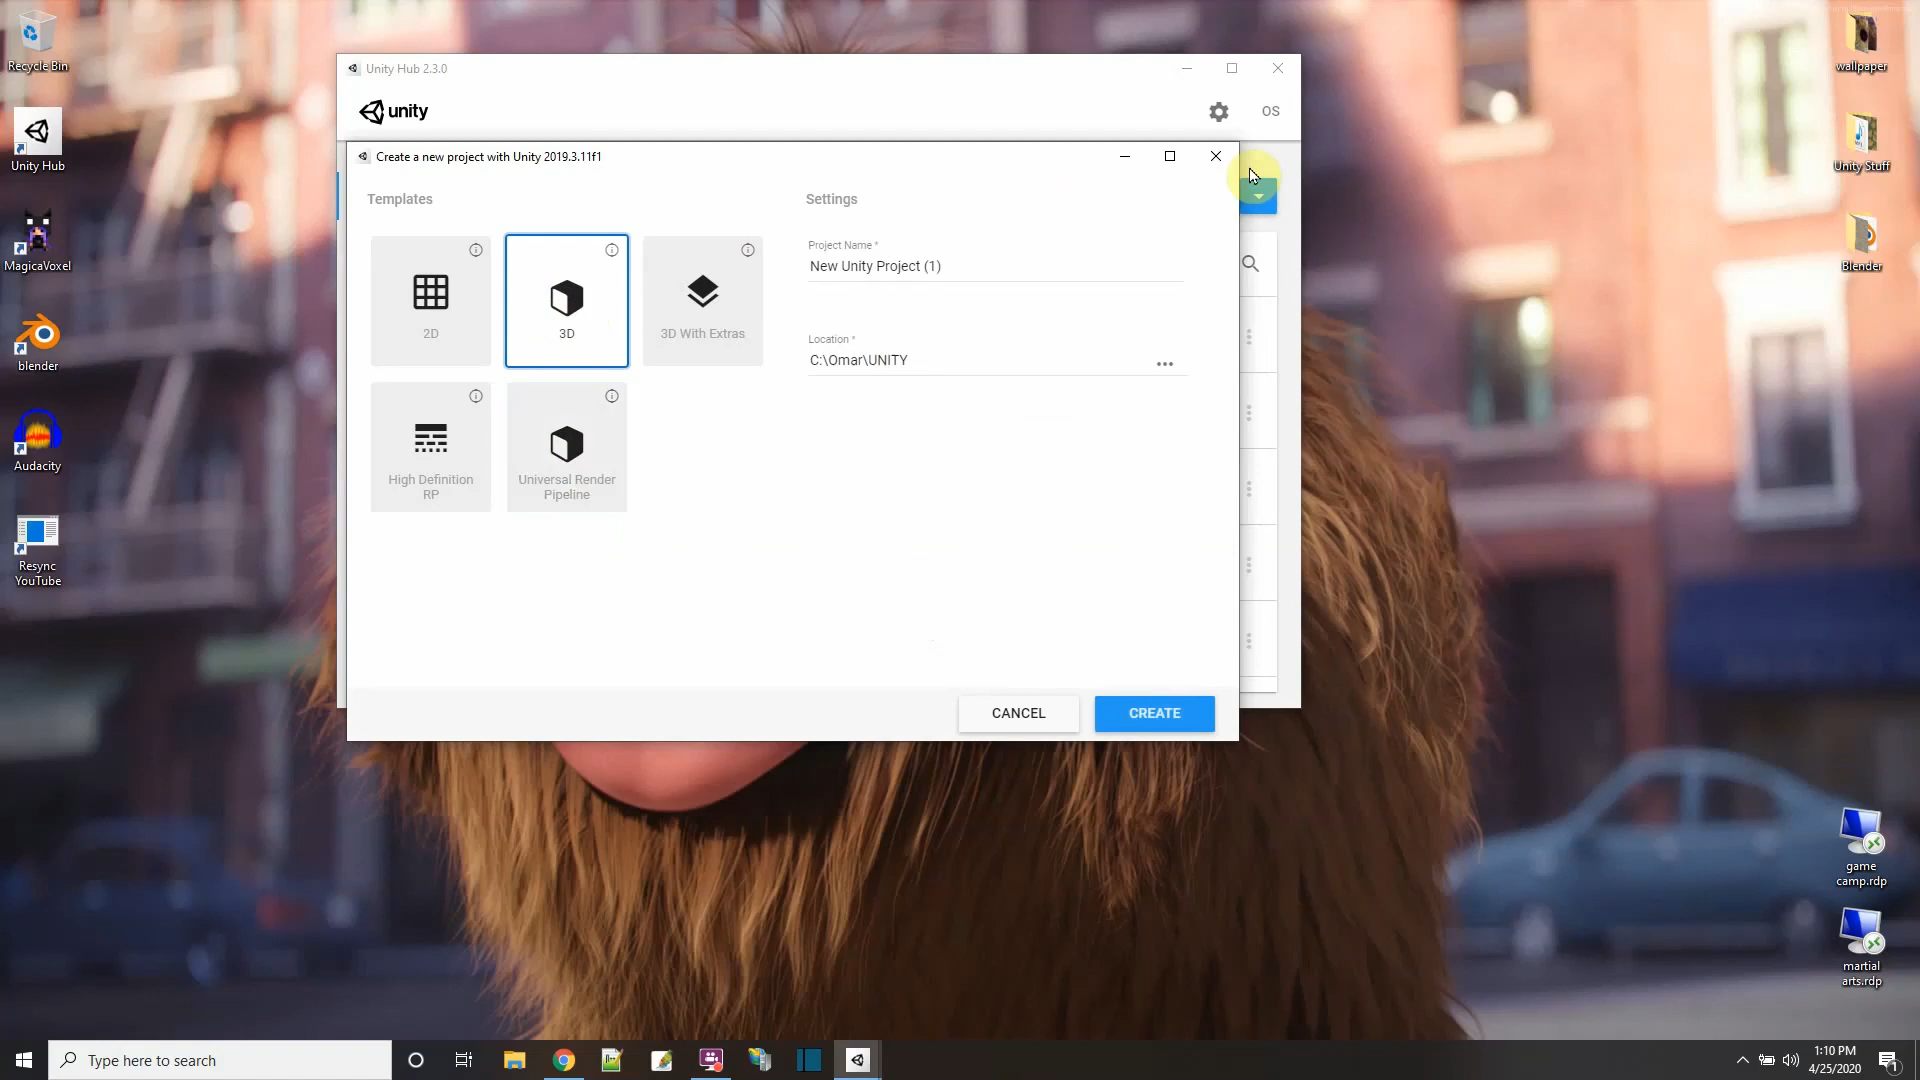 Recycle Bin
Unity Hub
MagicaVoxel
blender
Audacity
Resync
YouTube
Unity Hub 2.3.0
unity
OS
Create a new project with Unity 2019.3.11f1
Templates
2D
3D
3D With Extras
High Definition
RP
Universal Render
Pipeline
Settings
Project Name *
New Unity Project (1)
Location *
C:\Omar\UNITY
CANCEL
CREATE
wallpaper
Unity Stuff
Blender
game
camp.rdp
martial
arts.rdp
Type here to search
1:10 PM
4/25/2020
1